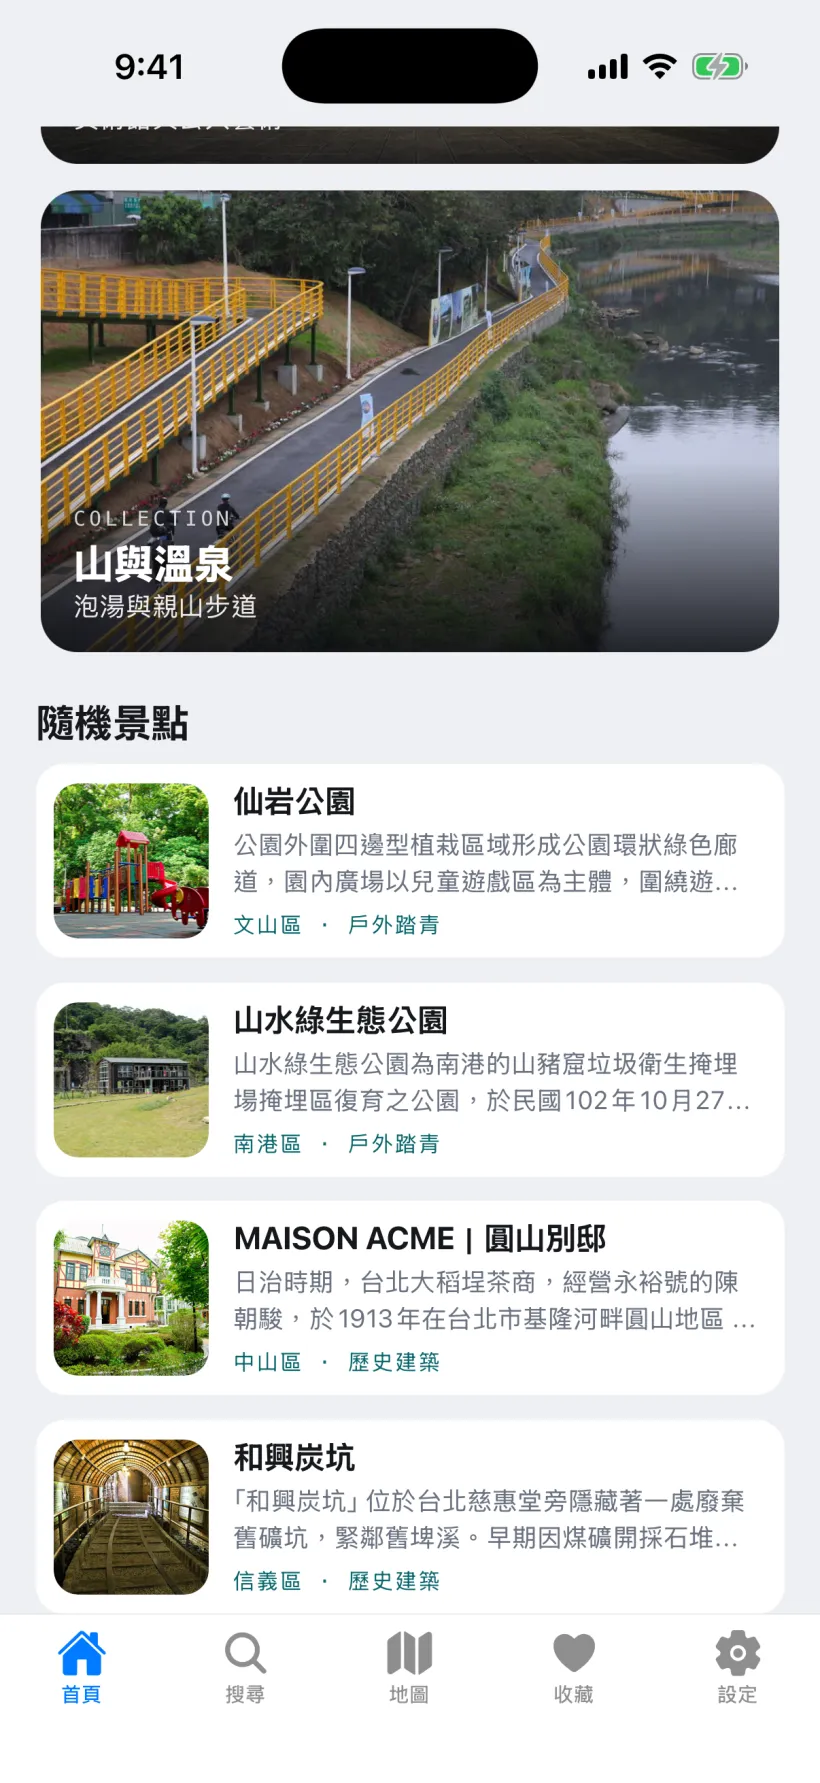 9:41
COLLECTION
山與溫泉
泡湯與親山步道
隨機景點
仙岩公園
公園外圍四邊型植栽區域形成公園環狀綠色廊
道，園內廣場以兒童遊戲區為主體，圍繞遊...
文山區 · 戶外踏青
山水綠生態公園
山水綠生態公園為南港的山豬窟垃圾衛生掩埋
場掩埋區復育之公園，於民國102年10月27...
南港區 · 戶外踏青
MAISON ACME | 圓山別邸
日治時期，台北大稻埕茶商，經營永裕號的陳
朝駿，於1913年在台北市基隆河畔圓山地區 ...
中山區 · 歷史建築
和興炭坑
「和興炭坑」位於台北慈惠堂旁隱藏著一處廢棄
舊礦坑，緊鄰舊埤溪。早期因煤礦開採石堆...
信義區 · 歷史建築
首頁
搜尋
地圖
收藏
設定